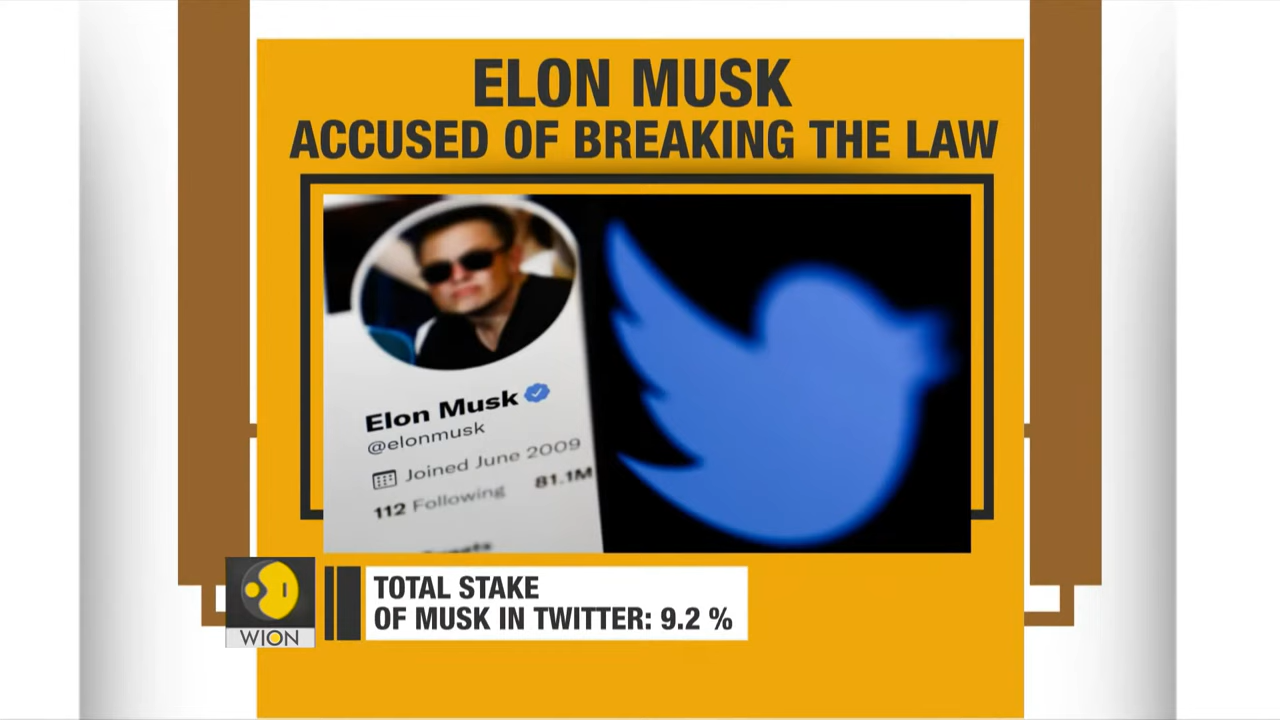 ELON MUSK
ACCUSED OF BREAKING THE LAW
Elon Musk
@elonmusk
Joined June 2009
112 Following 81.1M
Tweets
WION
TOTAL STAKE
OF MUSK IN TWITTER: 9.2 %